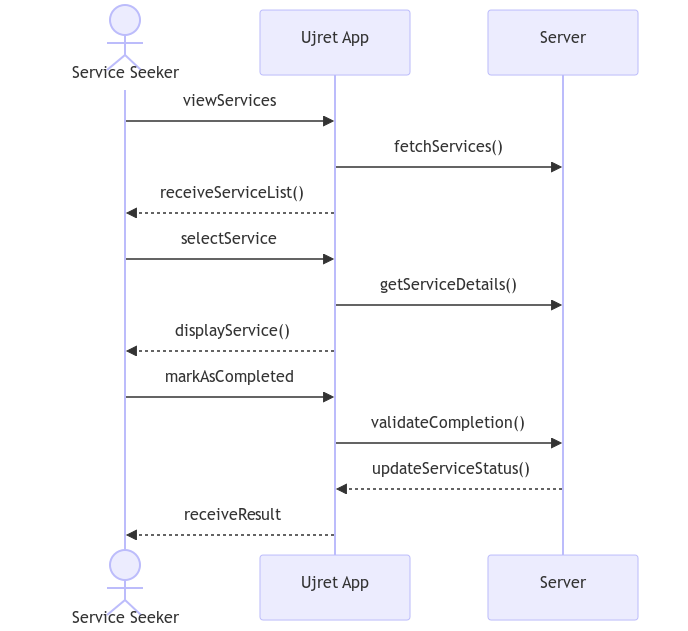 Ujret App
Server
Service Seeker
viewServices
fetchServices()
receiveServiceList()
selectService
getServiceDetails()
displayService()
markAsCompleted
validateCompletion()
updateServiceStatus()
receiveResult
Ujret App
Server
Service Seeker